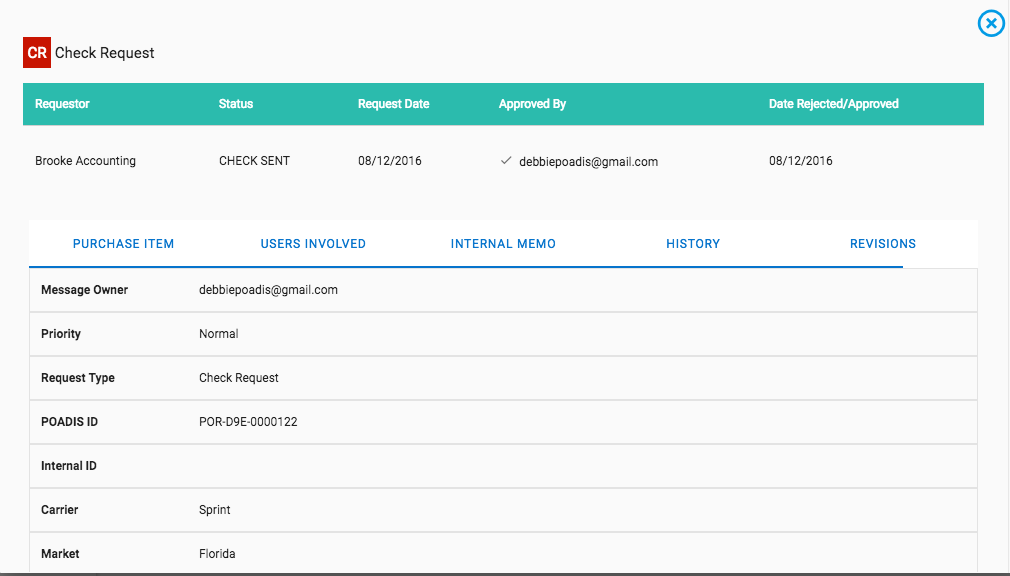 CR Check Request
Requestor Status Request Date Approved By Date Rejected/Approved
Brooke Accounting CHECK SENT 08/12/2016 debbiepoadis@gmail.com 08/12/2016
PURCHASE ITEM USERS INVOLVED INTERNAL MEMO HISTORY REVISIONS
Message Owner debbiepoadis@gmail.com
Priority Normal
Request Type Check Request
POADIS ID POR-D9E-0000122
Internal ID
Carrier Sprint
Market Florida